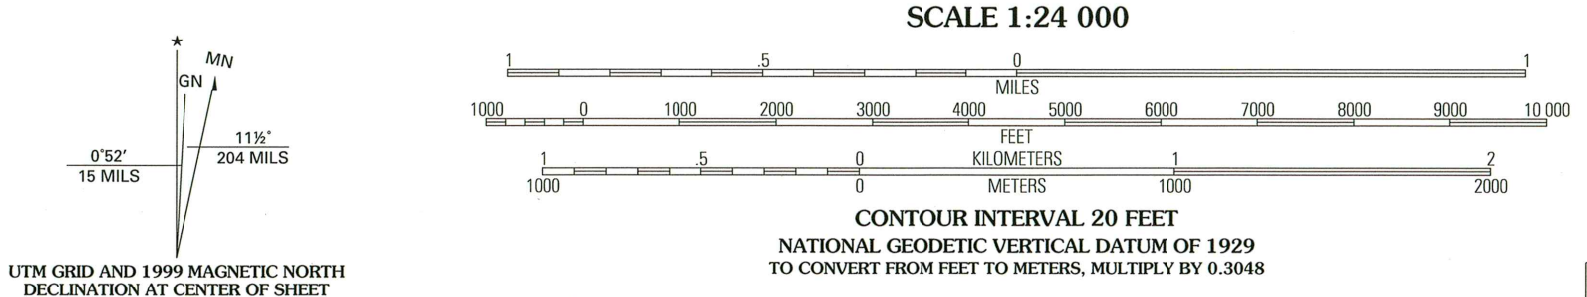 ★
MN
GN
0°52'
15 MILS
11½°
204 MILS
UTM GRID AND 1999 MAGNETIC NORTH
DECLINATION AT CENTER OF SHEET
SCALE 1:24 000
1 .5 0 1
MILES
1000 0 1000 2000 3000 4000 5000 6000 7000 8000 9000 10 000
FEET
1 .5 0 KILOMETERS 1 2
1000 0 METERS 1000 2000
CONTOUR INTERVAL 20 FEET
NATIONAL GEODETIC VERTICAL DATUM OF 1929
TO CONVERT FROM FEET TO METERS, MULTIPLY BY 0.3048